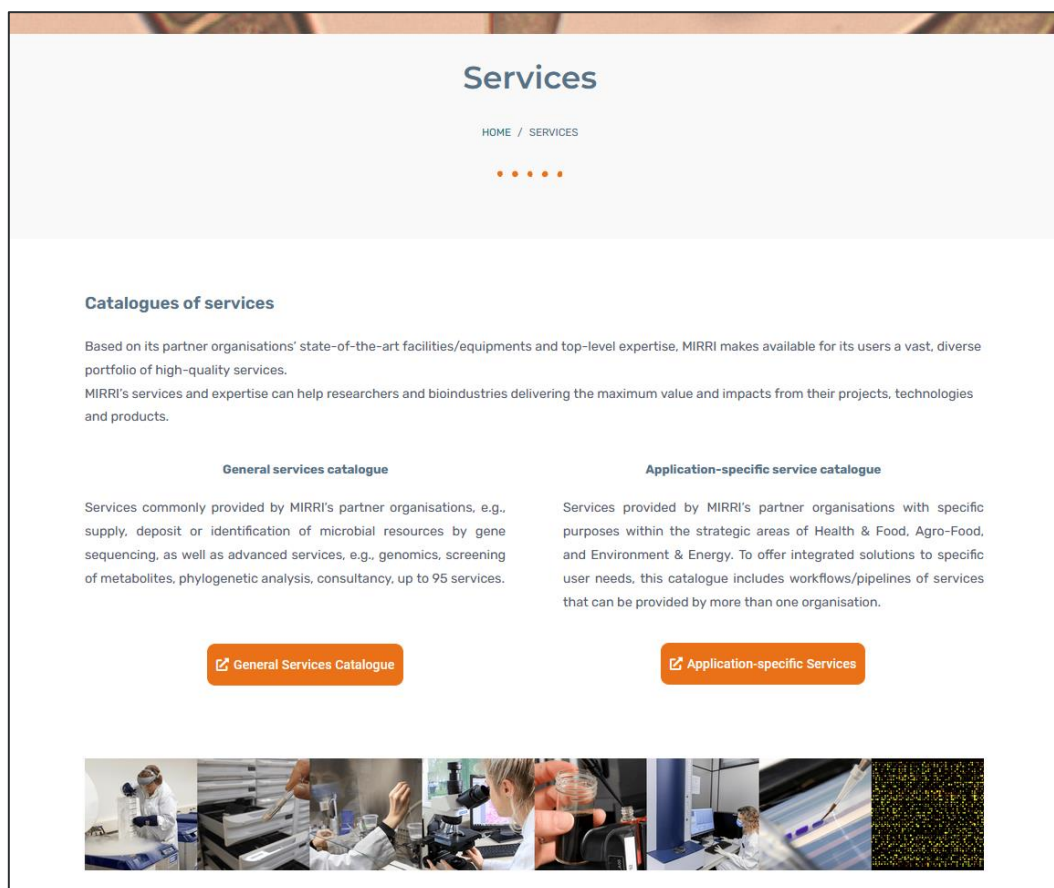 Services
HOME / SERVICES
Catalogues of services
Based on its partner organisations' state-of-the-art facilities/equipments and top-level expertise, MIRRI makes available for its users a vast, diverse
portfolio of high-quality services.
MIRRI's services and expertise can help researchers and bioindustries delivering the maximum value and impacts from their projects, technologies
and products.
General services catalogue
Services commonly provided by MIRRI's partner organisations, e.g.,
supply, deposit or identification of microbial resources by gene
sequencing, as well as advanced services, e.g., genomics, screening
of metabolites, phylogenetic analysis, consultancy, up to 95 services.
General Services Catalogue
Application-specific service catalogue
Services provided by MIRRI's partner organisations with specific
purposes within the strategic areas of Health & Food, Agro-Food,
and Environment & Energy. To offer integrated solutions to specific
user needs, this catalogue includes workflows/pipelines of services
that can be provided by more than one organisation.
Application-specific Services